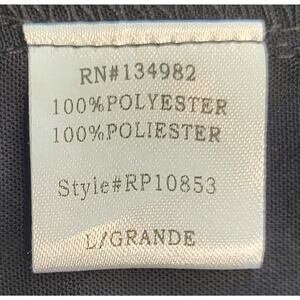 RN#134982
100%POLYESTER
100%POLIESTER
Style#RP10853
L/GRANDE